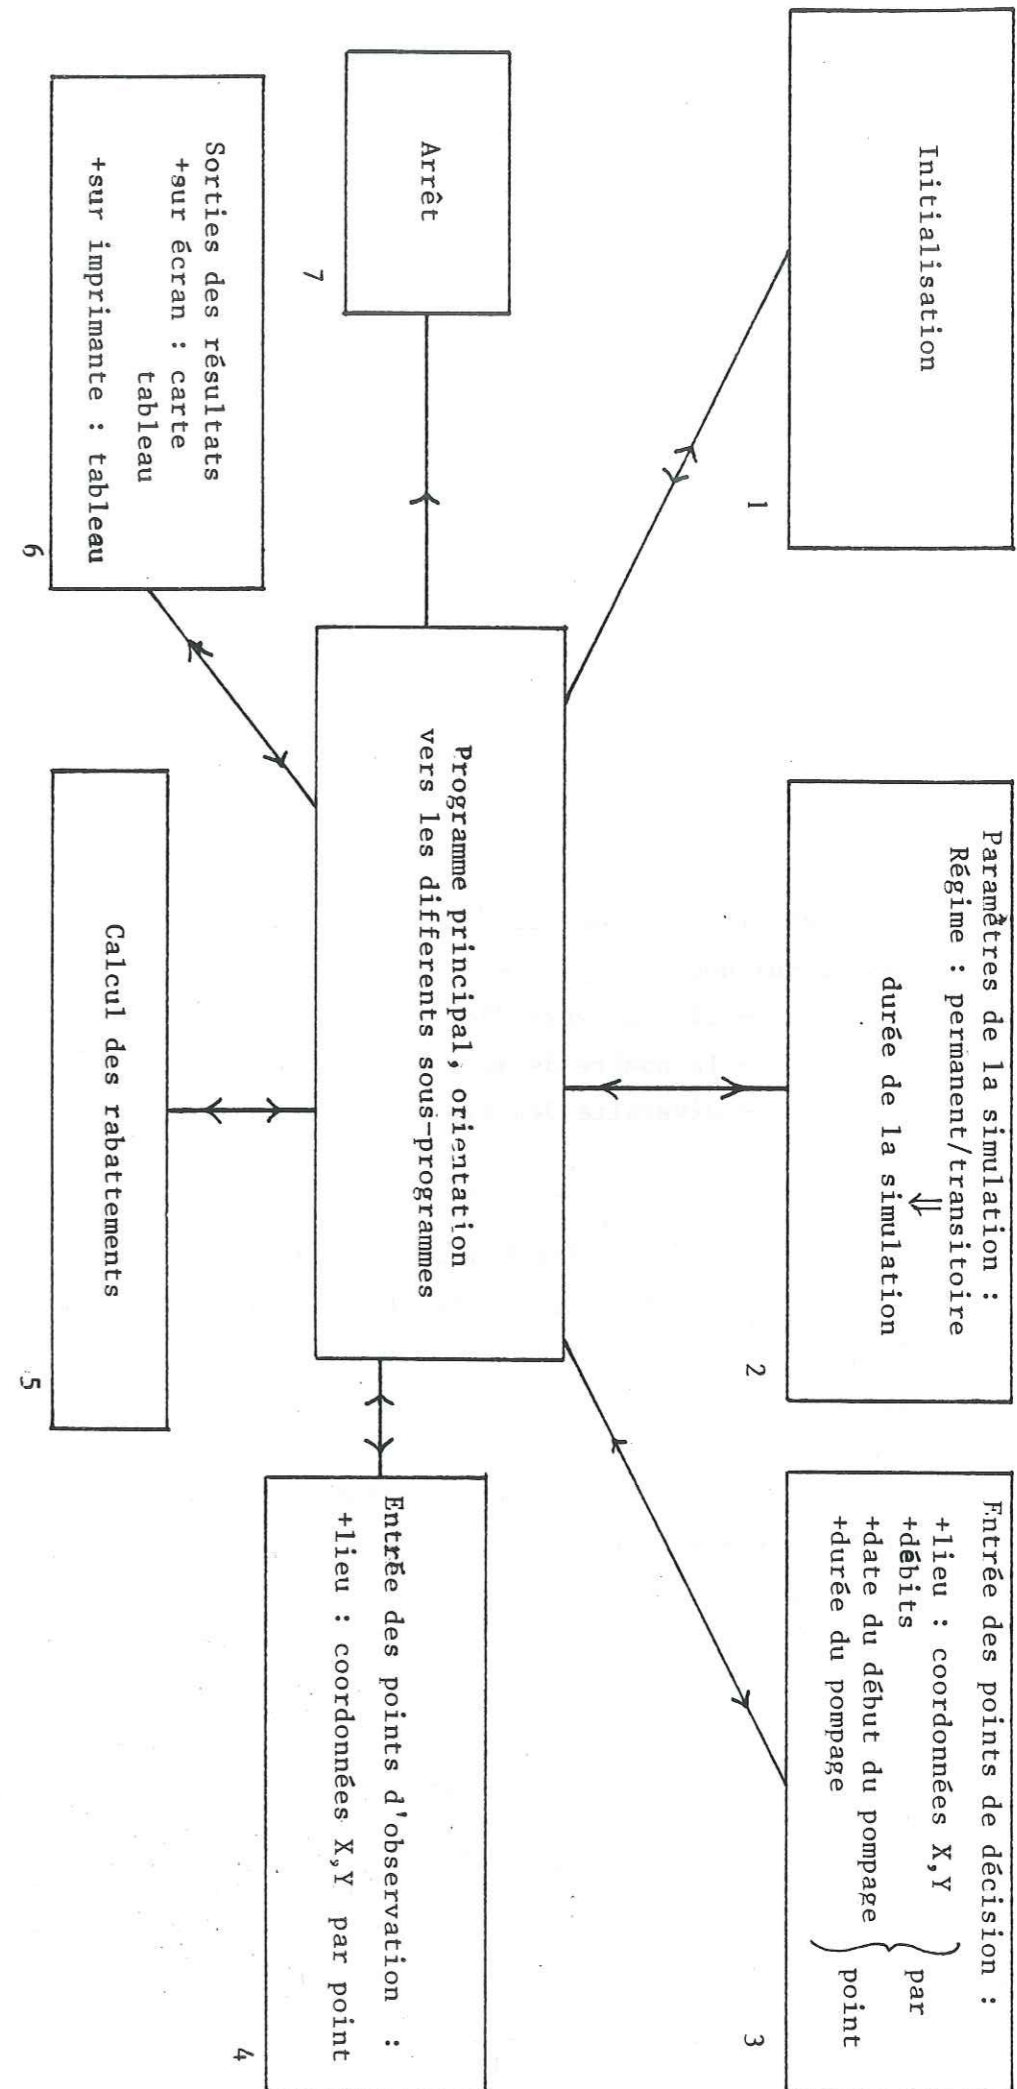 Initialisation
1
Paramètres de la simulation :
Régime : permanent/transitoire
⇓
durée de la simulation
2
Entrée des points de décision :
+lieu : coordonnées X,Y
+débits
+date du début du pompage
+durée du pompage
par
point
3
Arrêt
7
Programme principal, orientation
vers les differents sous-programmes
Entrée des points d'observation :
+lieu : coordonnées X,Y par point
4
Sorties des résultats
+sur écran : carte
tableau
+sur imprimante : tableau
6
Calcul des rabattements
5